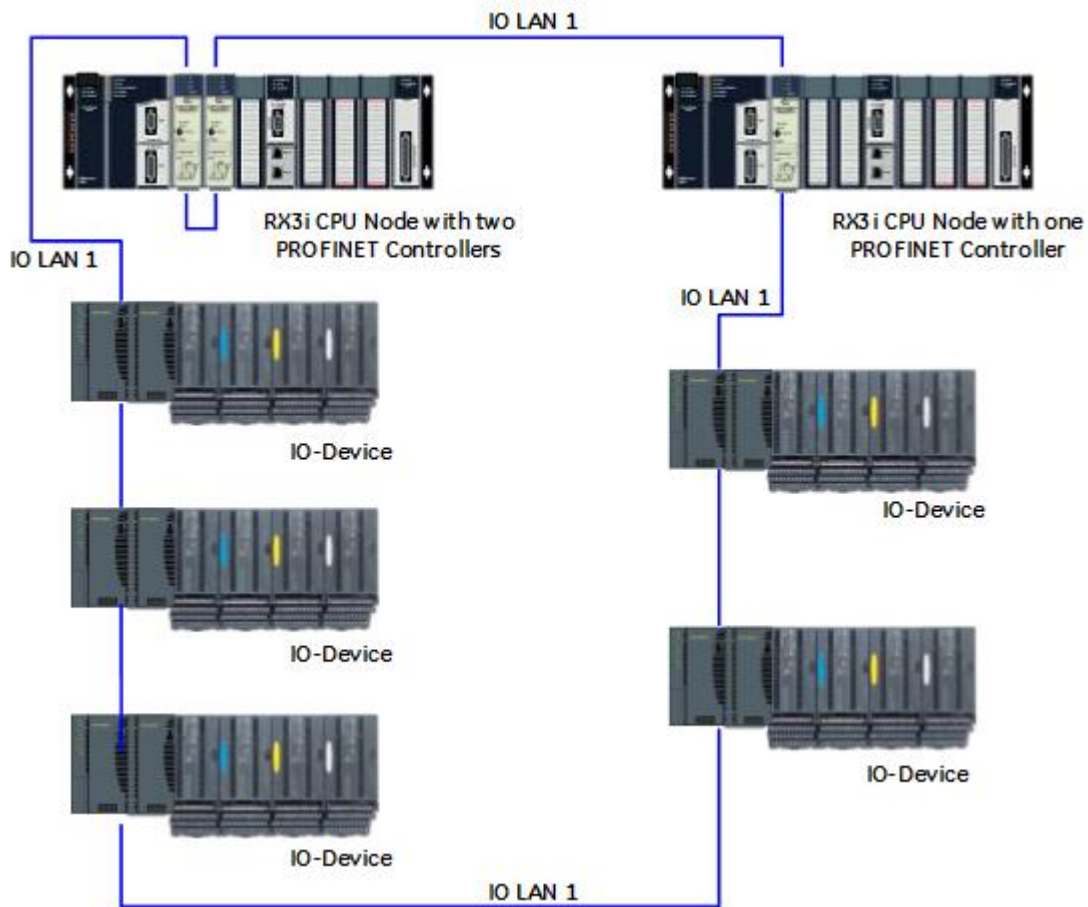 IO LAN 1
RX3i CPU Node with two
PROFINET Controllers
RX3i CPU Node with one
PROFINET Controller
IO LAN 1
IO LAN 1
IO-Device
IO-Device
IO-Device
IO-Device
IO-Device
IO LAN 1